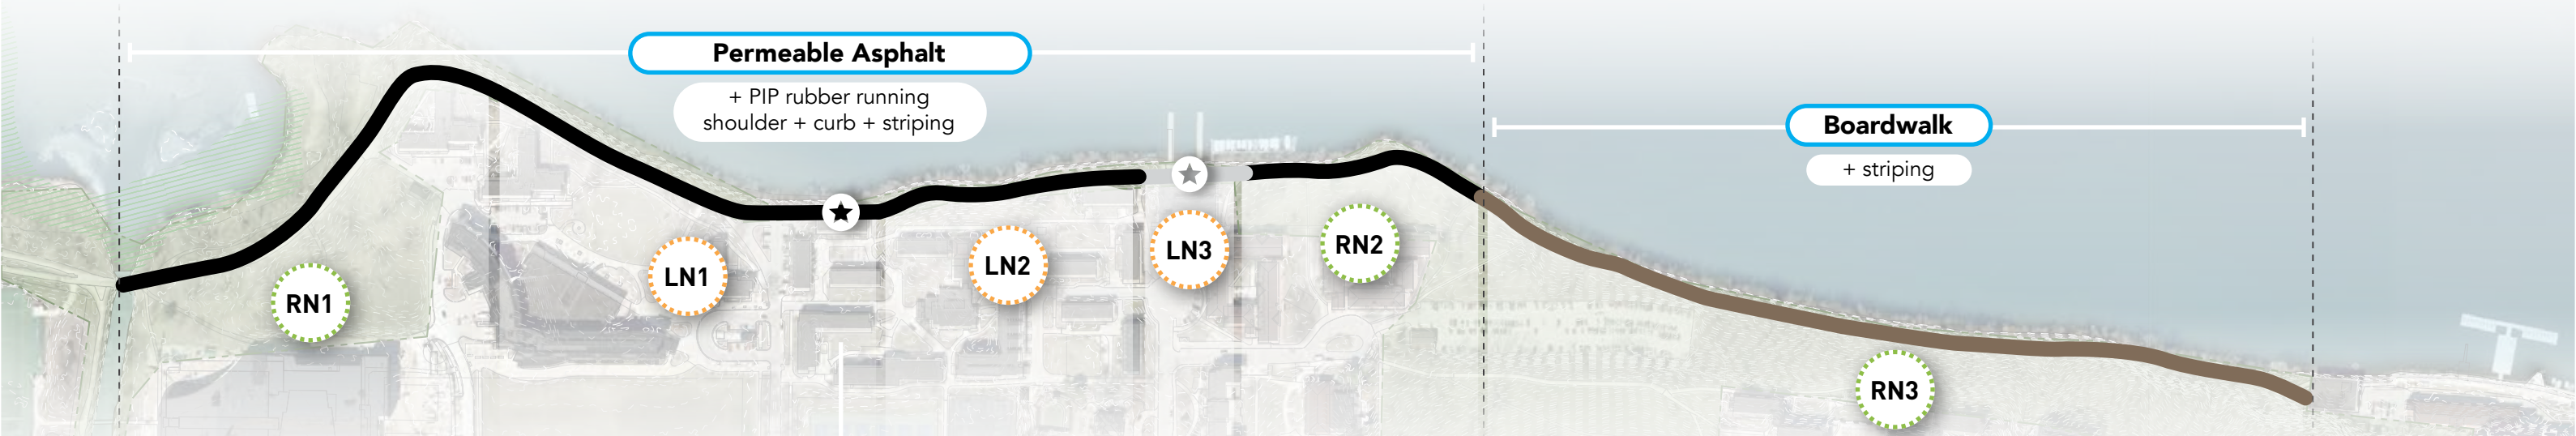 Permeable Asphalt
+ PIP rubber running
shoulder + curb + striping
Boardwalk
+ striping
RN1
LN1
LN2
LN3
RN2
RN3